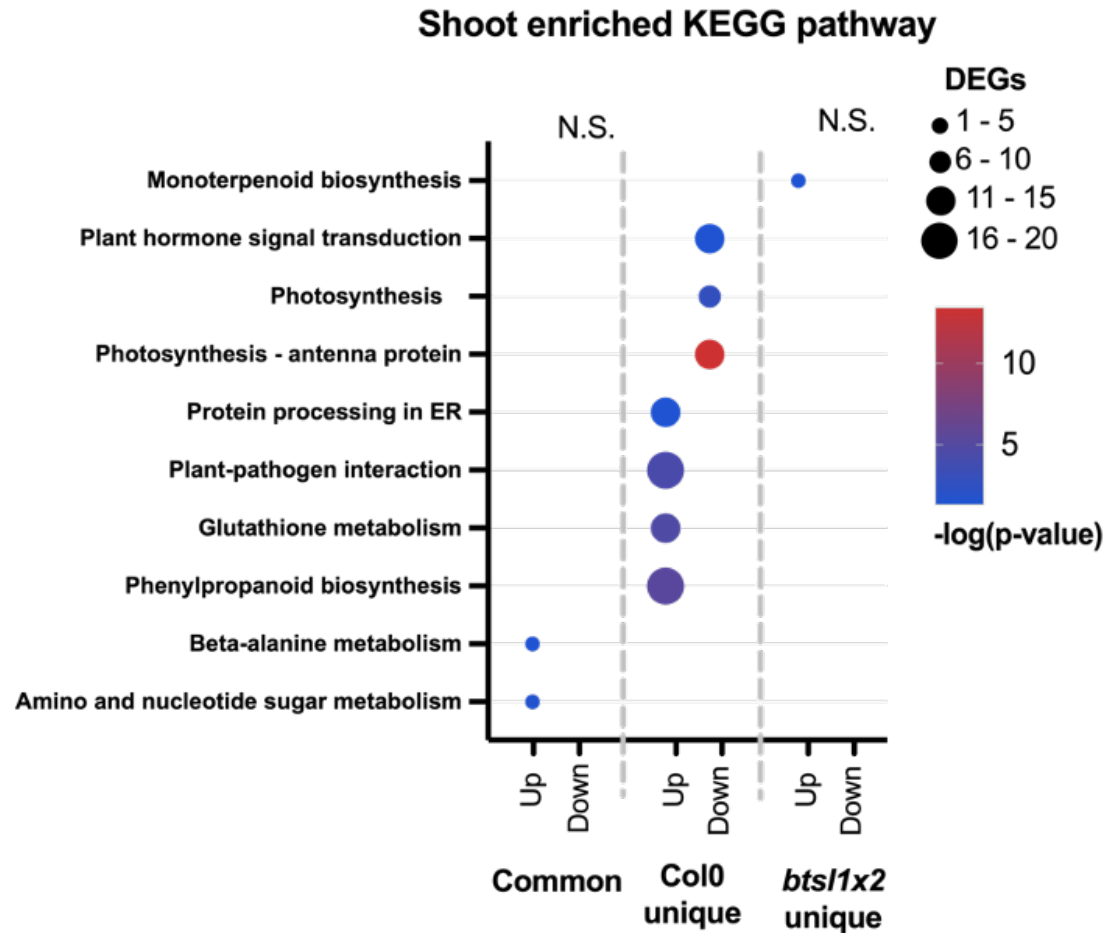 Shoot enriched KEGG pathway
DEGs
1 - 5
6 - 10
11 - 15
16 - 20
N.S.
N.S.
Monoterpenoid biosynthesis
Plant hormone signal transduction
Photosynthesis
Photosynthesis - antenna protein
Protein processing in ER
Plant-pathogen interaction
Glutathione metabolism
Phenylpropanoid biosynthesis
Beta-alanine metabolism
Amino and nucleotide sugar metabolism
10
5
-log(p-value)
Up
Down
Up
Down
Up
Down
Common
Col0
unique
btsl1x2
unique